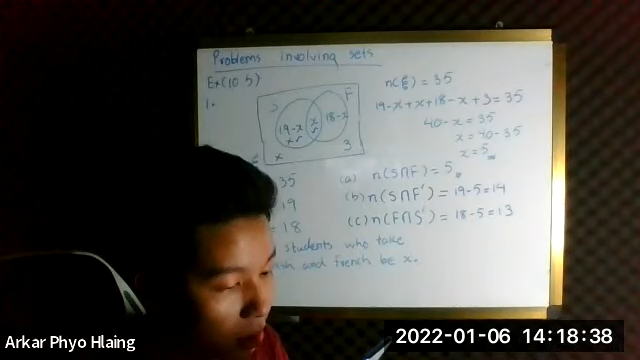 Problems involving sets
Ex(10 b)
1.
n(ξ) = 35
19-x+x+18-x+3=35
40-x=35
x=40-35
x=5
F
19-x
x
5
18-x
3
x
35
19
= 18
(a) n(S∩F) = 5
(b) n(S∩F') = 19-5=14
(c) n(F∩S') = 18-5=13
students who take
and french be x.
Arkar Phyo Hlaing
2022-01-06 14:18:38